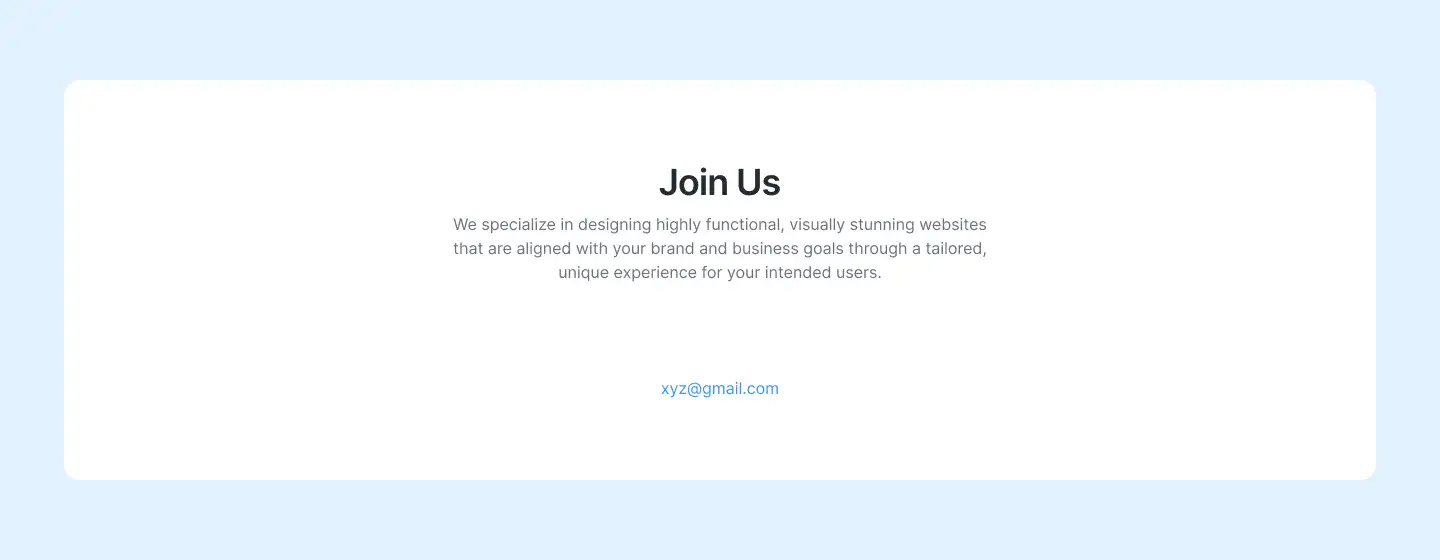 Join Us
We specialize in designing highly functional, visually stunning websites
that are aligned with your brand and business goals through a tailored,
unique experience for your intended users.
xyz@gmail.com